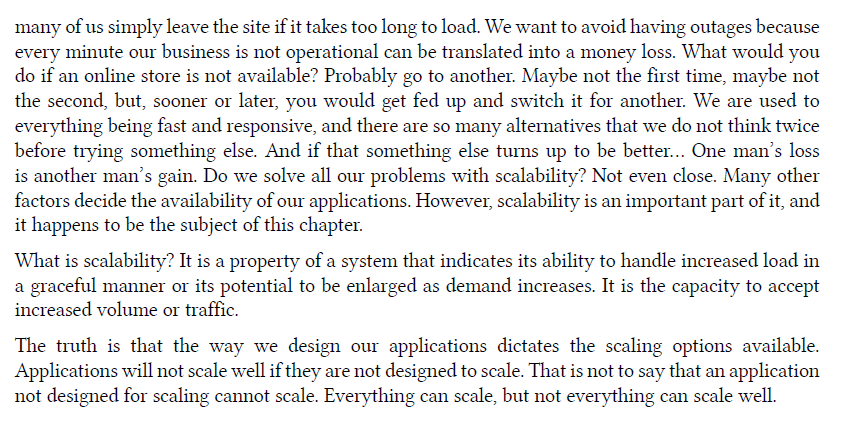 many of us simply leave the site if it takes too long to load. We want to avoid having outages because
every minute our business is not operational can be translated into a money loss. What would you
do if an online store is not available? Probably go to another. Maybe not the first time, maybe not
the second, but, sooner or later, you would get fed up and switch it for another. We are used to
everything being fast and responsive, and there are so many alternatives that we do not think twice
before trying something else. And if that something else turns up to be better… One man's loss
is another man's gain. Do we solve all our problems with scalability? Not even close. Many other
factors decide the availability of our applications. However, scalability is an important part of it, and
it happens to be the subject of this chapter.
What is scalability? It is a property of a system that indicates its ability to handle increased load in
a graceful manner or its potential to be enlarged as demand increases. It is the capacity to accept
increased volume or traffic.
The truth is that the way we design our applications dictates the scaling options available.
Applications will not scale well if they are not designed to scale. That is not to say that an application
not designed for scaling cannot scale. Everything can scale, but not everything can scale well.